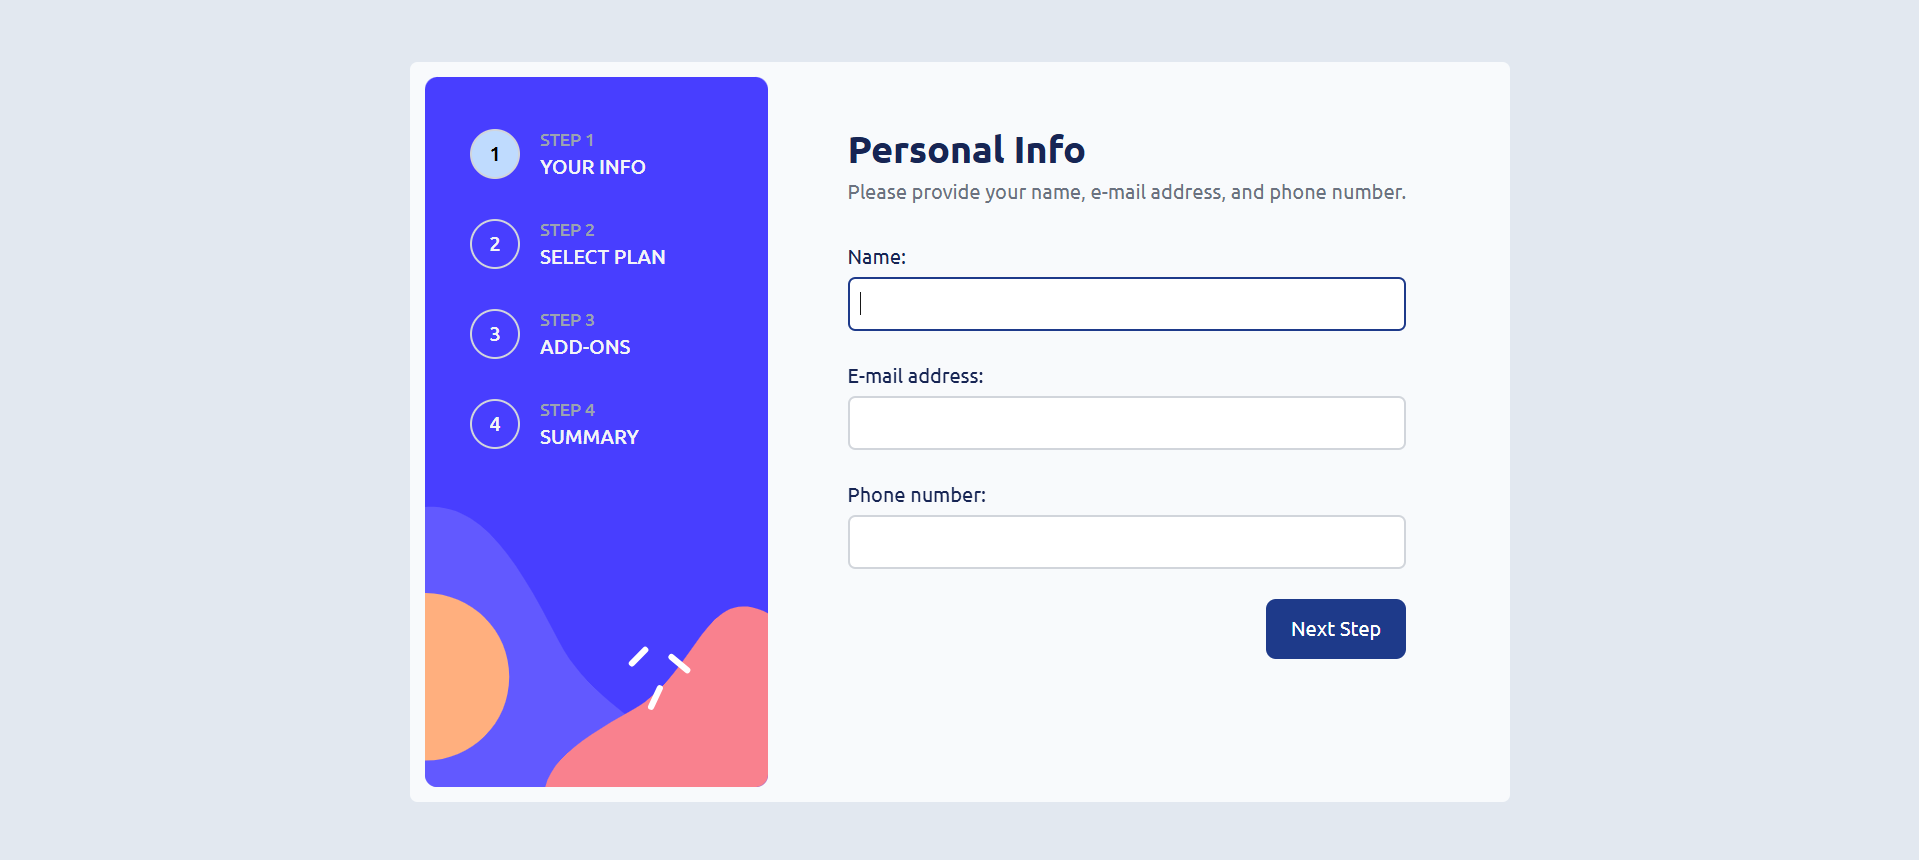 1
STEP 1
YOUR INFO
2
STEP 2
SELECT PLAN
3
STEP 3
ADD-ONS
4
STEP 4
SUMMARY
Personal Info
Please provide your name, e-mail address, and phone number.
Name:
E-mail address:
Phone number:
Next Step